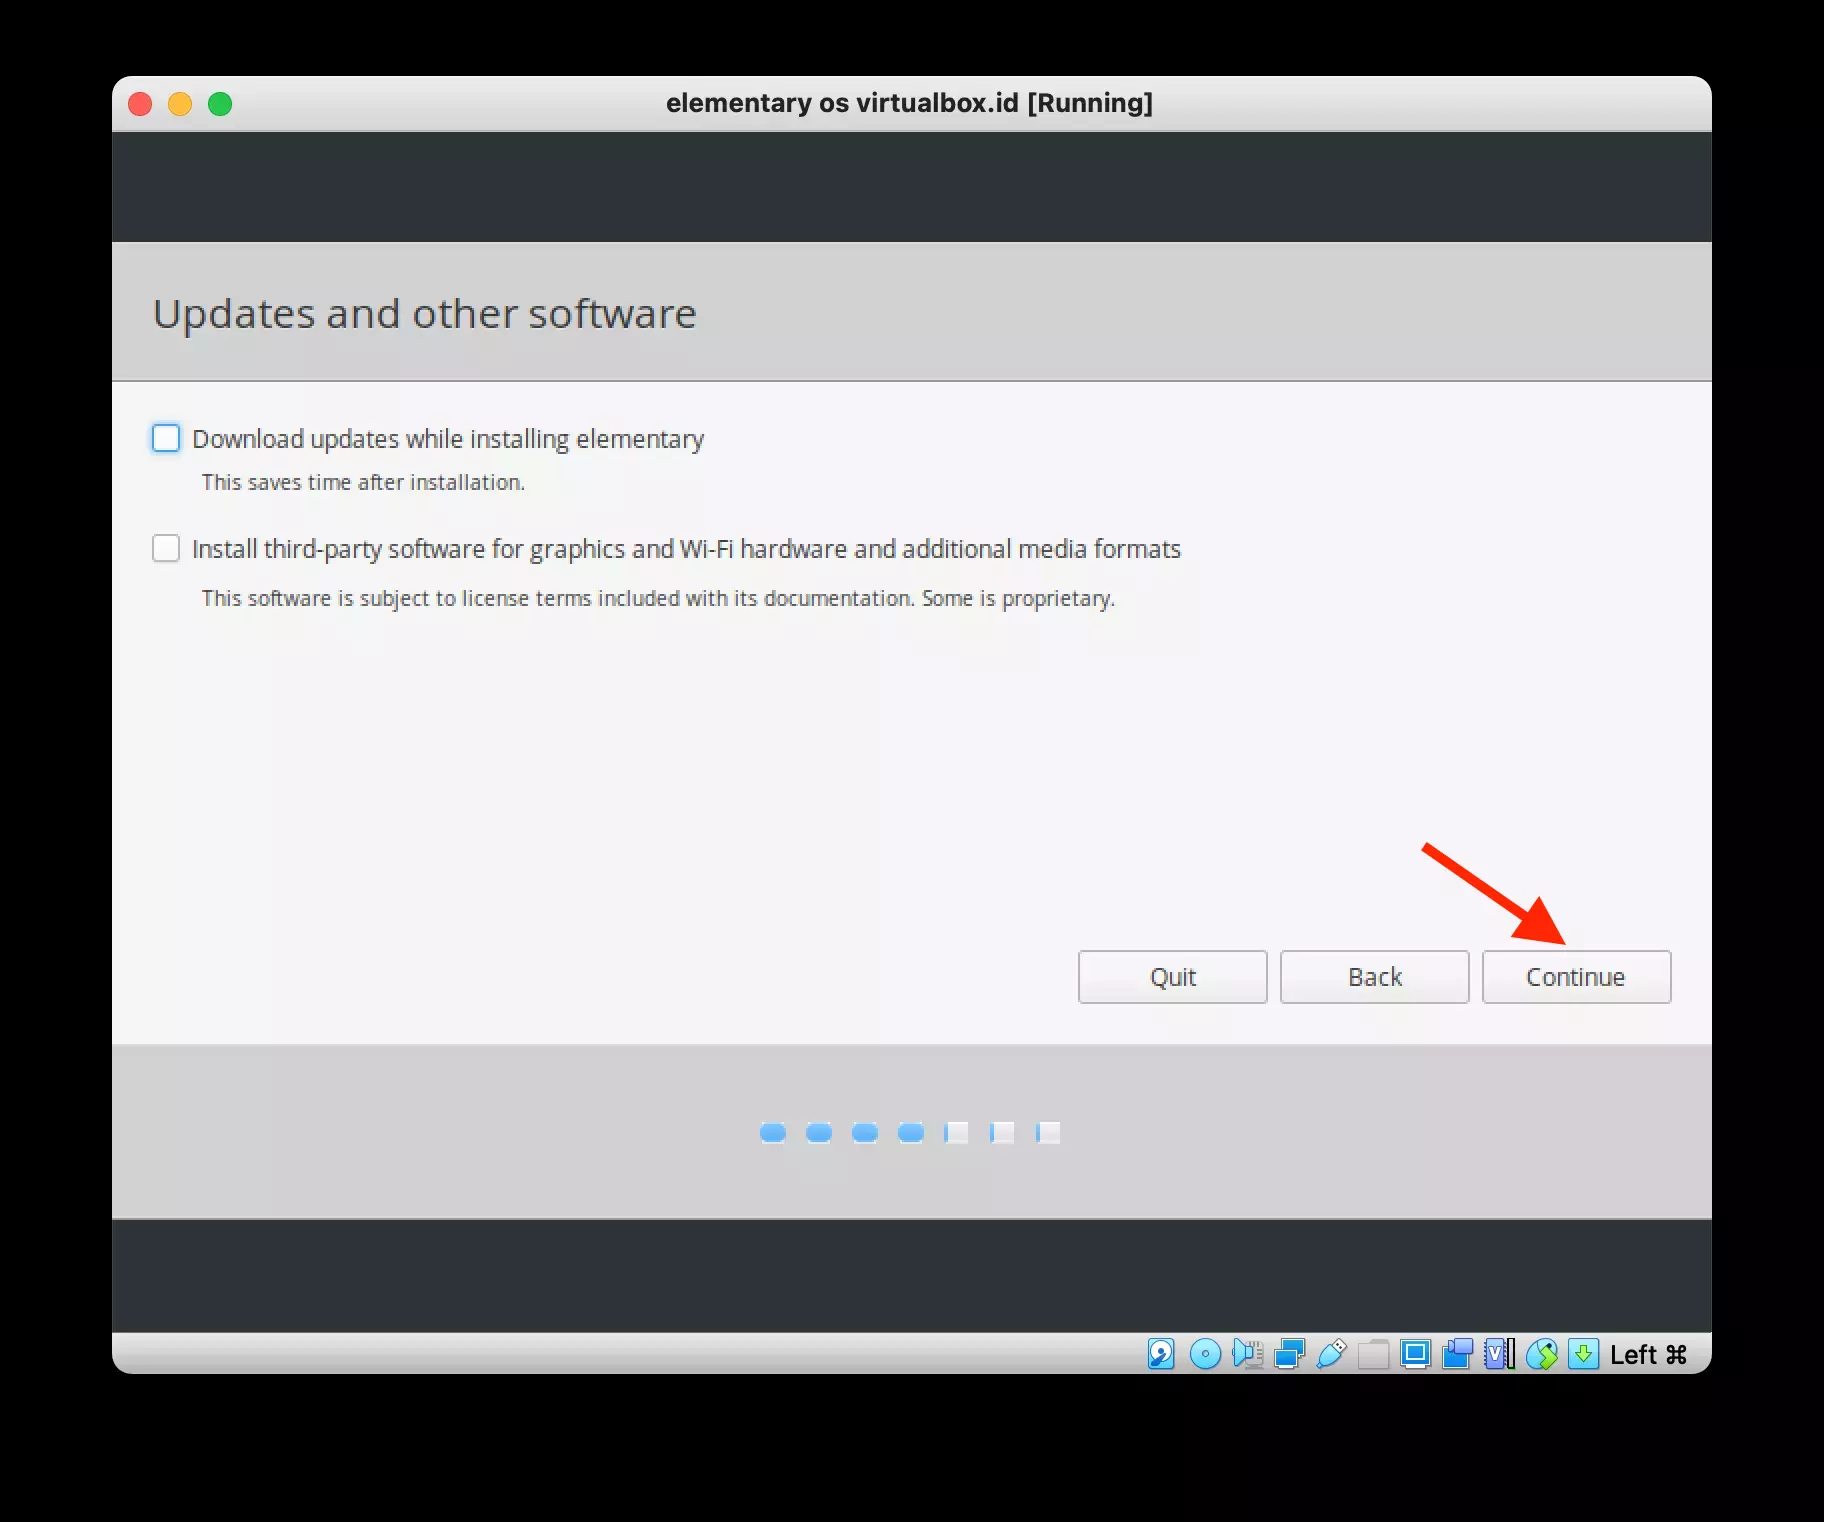 elementary os virtualbox.id [Running]
Updates and other software
Download updates while installing elementary
This saves time after installation.
Install third-party software for graphics and Wi-Fi hardware and additional media formats
This software is subject to license terms included with its documentation. Some is proprietary.
Quit
Back
Continue
Left ⌘